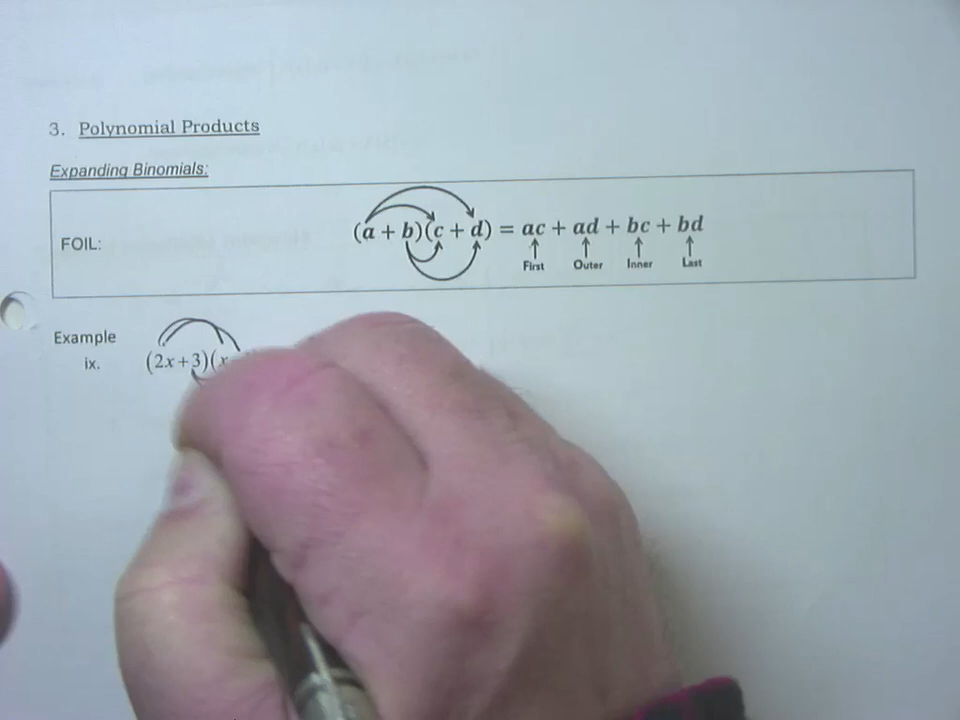 3. Polynomial Products
Expanding Binomials:
FOIL: (a + b)(c + d) = ac + ad + bc + bd
First Outer Inner Last
Example
ix. (2x+3)(x